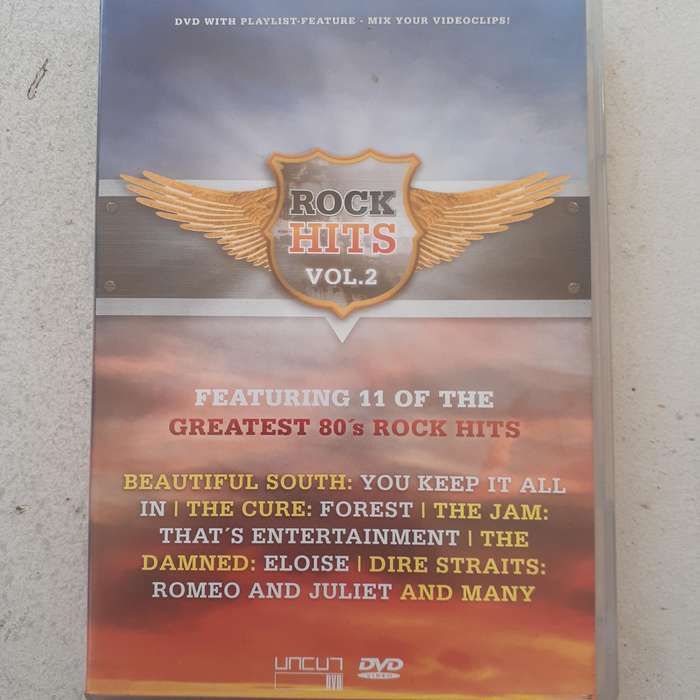 DVD WITH PLAYLIST-FEATURE - MIX YOUR VIDEOCLIPS!
ROCK
HITS
VOL.2
FEATURING 11 OF THE
GREATEST 80´s ROCK HITS
BEAUTIFUL SOUTH: YOU KEEP IT ALL
IN | THE CURE: FOREST | THE JAM:
THAT´S ENTERTAINMENT | THE
DAMNED: ELOISE | DIRE STRAITS:
ROMEO AND JULIET AND MANY
UNCUT DVD
DVD
VIDEO